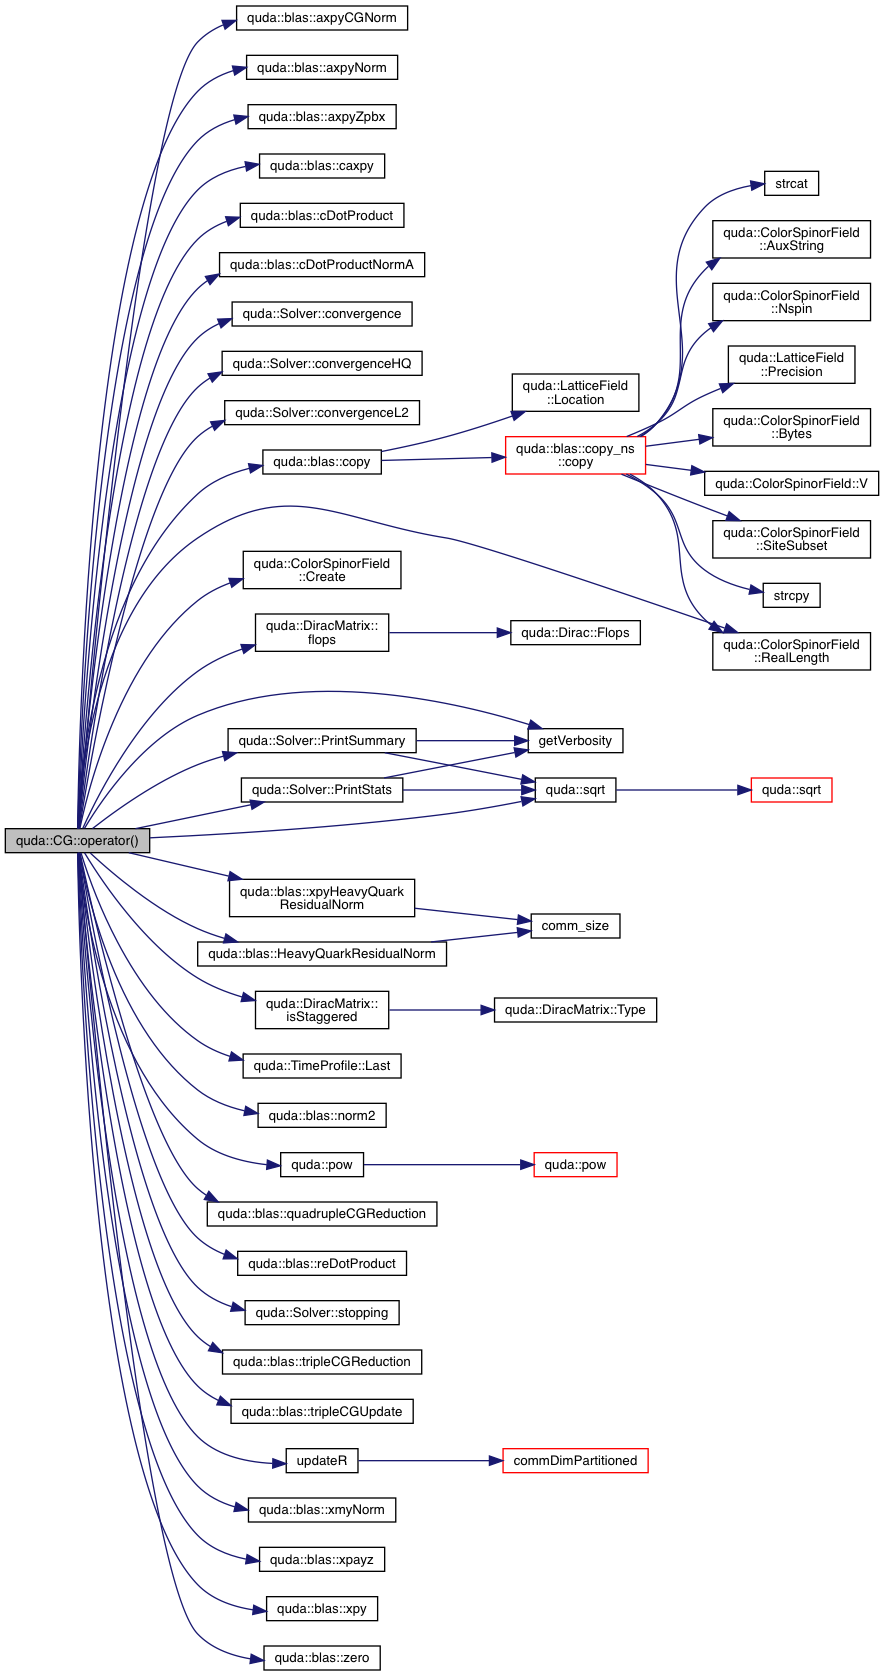 quda::blas::axpyCGNorm
quda::blas::axpyNorm
quda::blas::axpyZpbx
quda::blas::caxpy
quda::blas::cDotProduct
quda::blas::cDotProductNormA
quda::Solver::convergence
quda::Solver::convergenceHQ
quda::Solver::convergenceL2
quda::blas::copy
quda::LatticeField
::Location
quda::blas::copy_ns
::copy
strcat
quda::ColorSpinorField
::AuxString
quda::ColorSpinorField
::Nspin
quda::LatticeField
::Precision
quda::ColorSpinorField
::Bytes
quda::ColorSpinorField::V
quda::ColorSpinorField
::SiteSubset
strcpy
quda::ColorSpinorField
::RealLength
quda::ColorSpinorField
::Create
quda::DiracMatrix::
flops
quda::Dirac::Flops
quda::Solver::PrintSummary
getVerbosity
quda::Solver::PrintStats
quda::sqrt
quda::sqrt
quda::CG::operator()
quda::blas::xpyHeavyQuark
ResidualNorm
comm_size
quda::blas::HeavyQuarkResidualNorm
quda::DiracMatrix::
isStaggered
quda::DiracMatrix::Type
quda::TimeProfile::Last
quda::blas::norm2
quda::pow
quda::pow
quda::blas::quadrupleCGReduction
quda::blas::reDotProduct
quda::Solver::stopping
quda::blas::tripleCGReduction
quda::blas::tripleCGUpdate
updateR
commDimPartitioned
quda::blas::xmyNorm
quda::blas::xpayz
quda::blas::xpy
quda::blas::zero